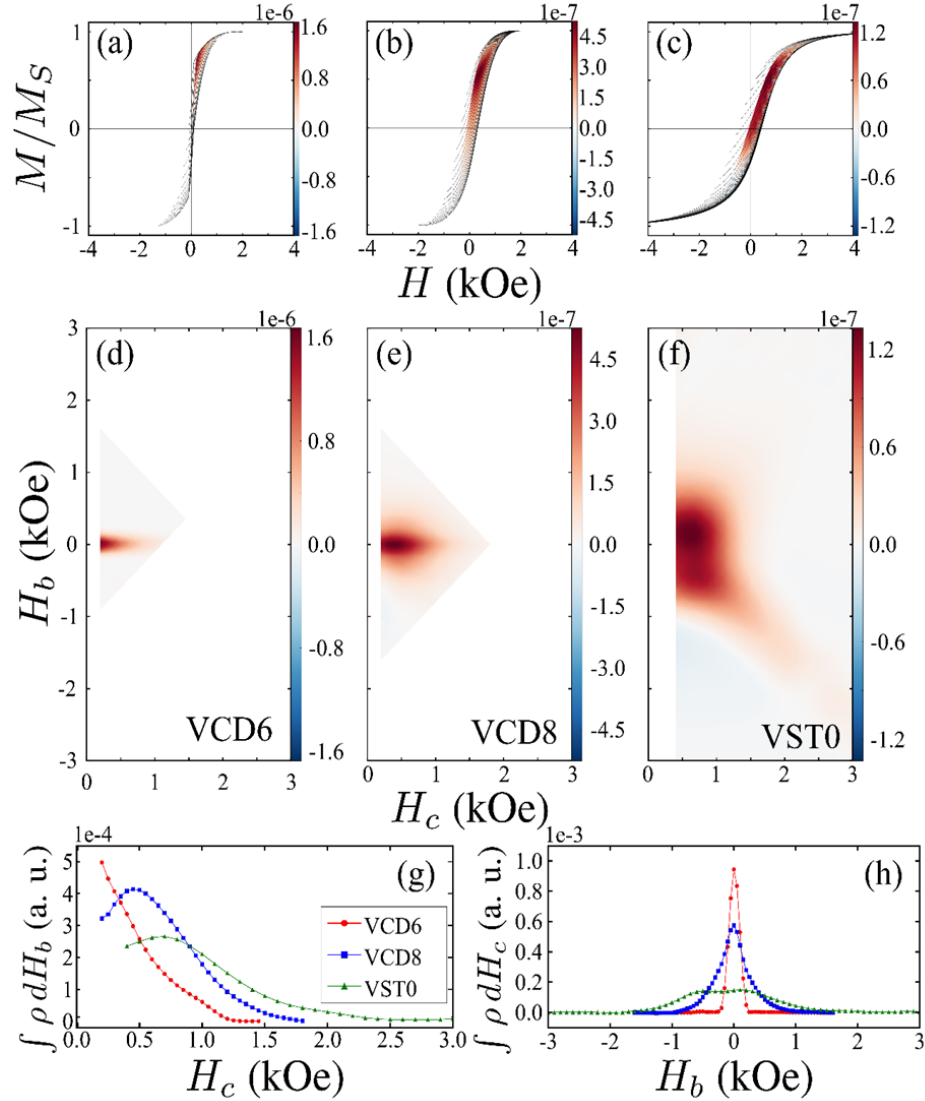 1e-6 1e-7 1e-7
(a) (b) (c)
M/M_S
1
0
-1
1.6
0.8
0.0
-0.8
-1.6
4.5
3.0
1.5
0.0
-1.5
-3.0
-4.5
1.2
0.6
0.0
-0.6
-1.2
-4 -2 0 2 4 -4 -2 0 2 4 -4 -2 0 2 4
H (kOe)
1e-6 1e-7 1e-7
(d) (e) (f)
H_b (kOe)
3
2
1
0
-1
-2
-3
1.6
0.8
0.0
-0.8
-1.6
4.5
3.0
1.5
0.0
-1.5
-3.0
-4.5
1.2
0.6
0.0
-0.6
-1.2
VCD6 VCD8 VST0
0 1 2 3 0 1 2 3 0 1 2 3
H_c (kOe)
1e-4
(g)
∫ρ dH_b (a. u.)
5
4
3
2
1
0
VCD6
VCD8
VST0
0.0 0.5 1.0 1.5 2.0 2.5 3.0
H_c (kOe)
1e-3
(h)
∫ρ dH_c (a. u.)
1.0
0.8
0.6
0.4
0.2
0.0
-3 -2 -1 0 1 2 3
H_b (kOe)